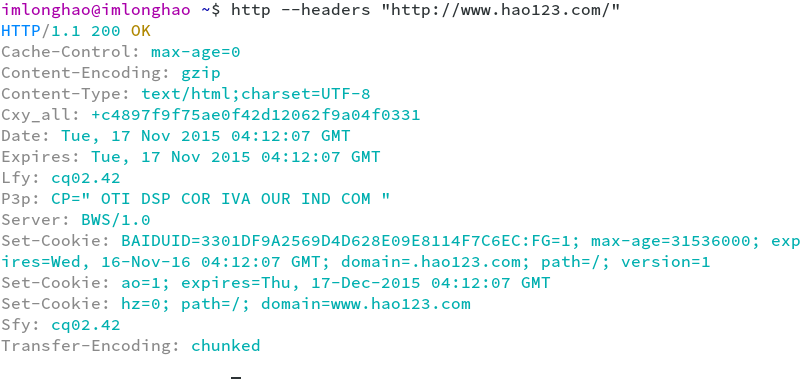 imlonghao@imlonghao ~$ http --headers "http://www.hao123.com/"
HTTP/1.1 200 OK
Cache-Control: max-age=0
Content-Encoding: gzip
Content-Type: text/html;charset=UTF-8
Cxy_all: +c4897f9f75ae0f42d12062f9a04f0331
Date: Tue, 17 Nov 2015 04:12:07 GMT
Expires: Tue, 17 Nov 2015 04:12:07 GMT
Lfy: cq02.42
P3p: CP=" OTI DSP COR IVA OUR IND COM "
Server: BWS/1.0
Set-Cookie: BAIDUID=3301DF9A2569D4D628E09E8114F7C6EC:FG=1; max-age=31536000; exp
ires=Wed, 16-Nov-16 04:12:07 GMT; domain=.hao123.com; path=/; version=1
Set-Cookie: ao=1; expires=Thu, 17-Dec-2015 04:12:07 GMT
Set-Cookie: hz=0; path=/; domain=www.hao123.com
Sfy: cq02.42
Transfer-Encoding: chunked